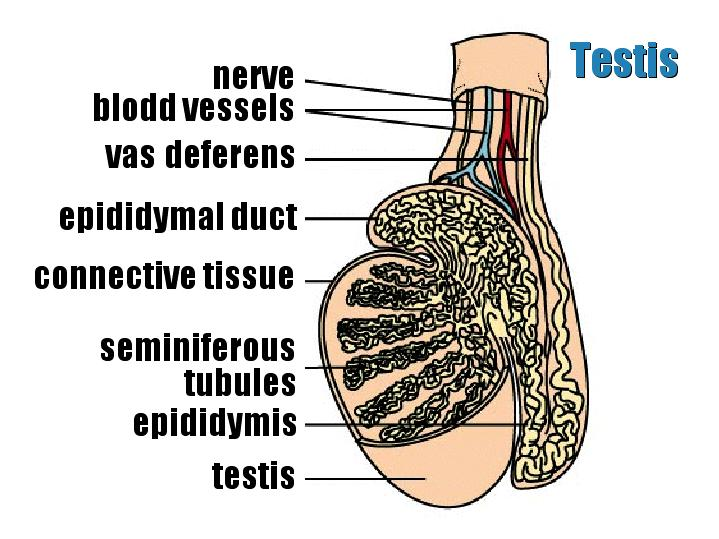 Testis
nerve
blodd vessels
vas deferens
epididymal duct
connective tissue
seminiferous
tubules
epididymis
testis